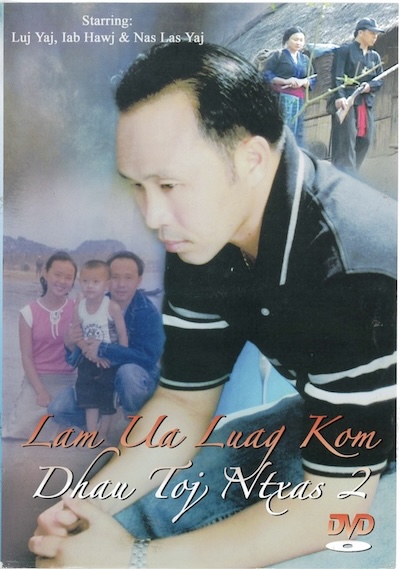 Starring:
Luj Yaj, Iab Hawj & Nas Las Yaj
Lam Ua Luag Kom
Dhau Toj Ntxas 2
DVD